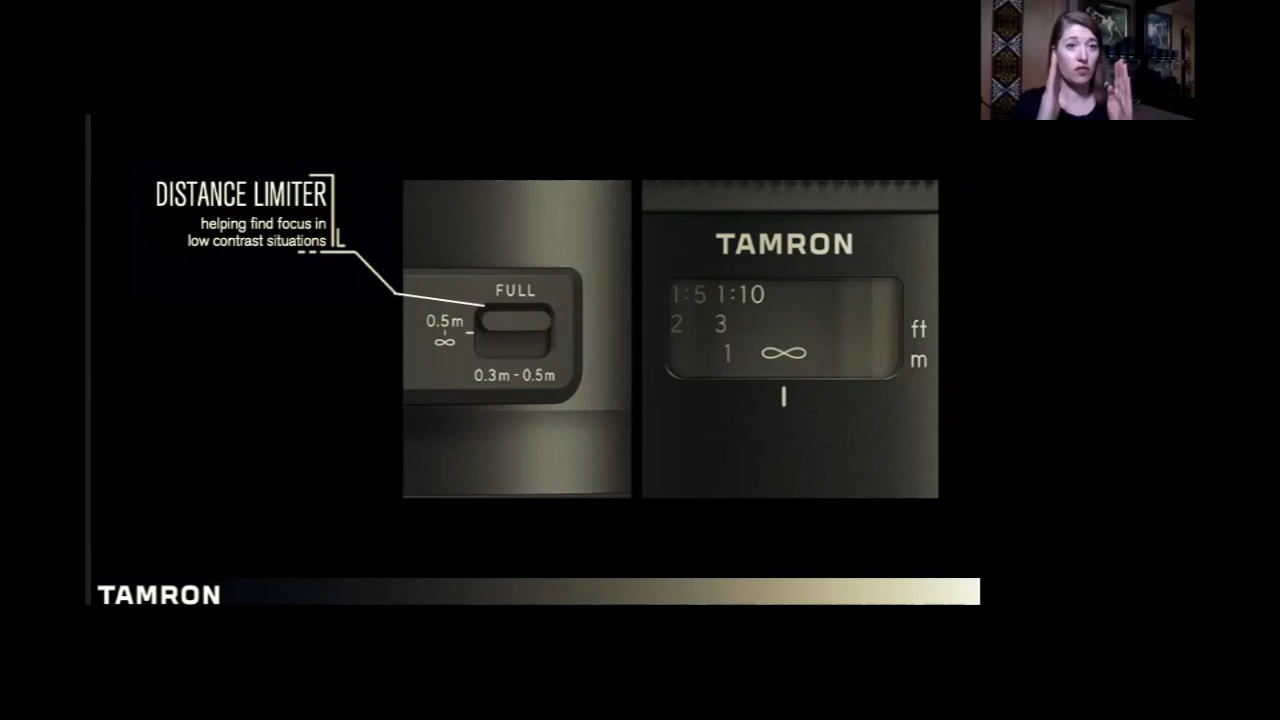 DISTANCE LIMITER
helping find focus in
low contrast situations
FULL
0.5m
∞
0.3m - 0.5m
TAMRON
1:5 1:10
2 3 ft
1 ∞ m
TAMRON